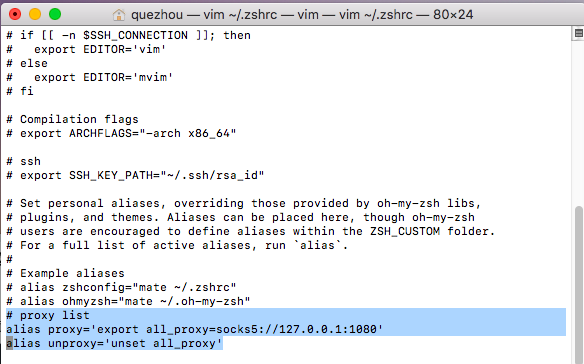 quezhou — vim ~/.zshrc — vim — vim ~/.zshrc — 80×24
# if [[ -n $SSH_CONNECTION ]]; then
#   export EDITOR='vim'
# else
#   export EDITOR='mvim'
# fi

# Compilation flags
# export ARCHFLAGS="-arch x86_64"

# ssh
# export SSH_KEY_PATH="~/.ssh/rsa_id"

# Set personal aliases, overriding those provided by oh-my-zsh libs,
# plugins, and themes. Aliases can be placed here, though oh-my-zsh
# users are encouraged to define aliases within the ZSH_CUSTOM folder.
# For a full list of active aliases, run `alias`.
#
# Example aliases
# alias zshconfig="mate ~/.zshrc"
# alias ohmyzsh="mate ~/.oh-my-zsh"
# proxy list
alias proxy='export all_proxy=socks5://127.0.0.1:1080'
alias unproxy='unset all_proxy'